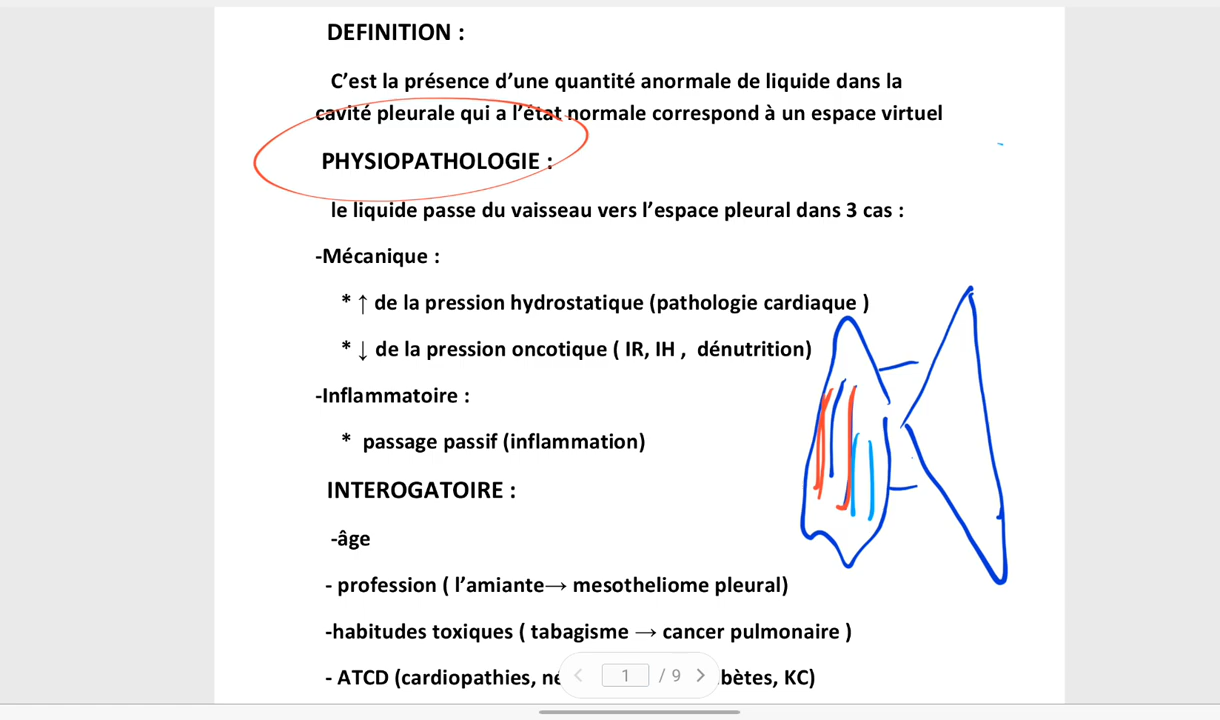 DEFINITION :
C’est la présence d’une quantité anormale de liquide dans la
cavité pleurale qui a l’état normale correspond à un espace virtuel
PHYSIOPATHOLOGIE :
le liquide passe du vaisseau vers l’espace pleural dans 3 cas :
-Mécanique :
* ↑ de la pression hydrostatique (pathologie cardiaque )
* ↓ de la pression oncotique ( IR, IH , dénutrition)
-Inflammatoire :
* passage passif (inflammation)
INTEROGATOIRE :
-âge
- profession ( l’amiante→ mesotheliome pleural)
-habitudes toxiques ( tabagisme → cancer pulmonaire )
- ATCD (cardiopathies, KC)
1 / 9